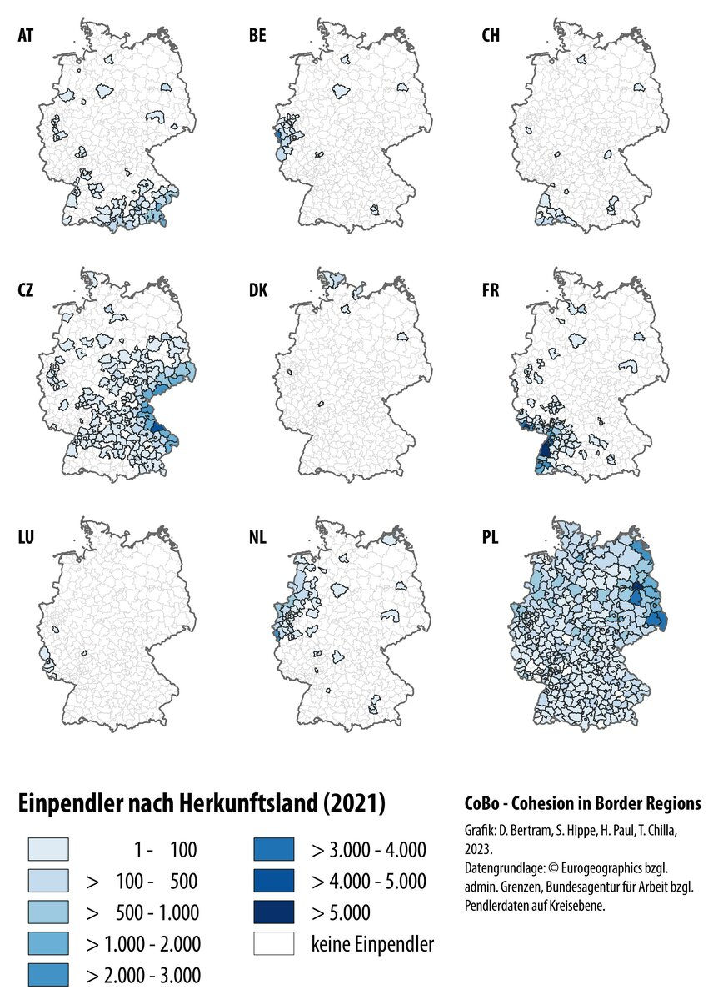 AT
BE
CH
CZ
DK
FR
LU
NL
PL
Einpendler nach Herkunftsland (2021)
1 - 100
> 100 - 500
> 500 - 1.000
> 1.000 - 2.000
> 2.000 - 3.000
> 3.000 - 4.000
> 4.000 - 5.000
> 5.000
keine Einpendler
CoBo - Cohesion in Border Regions
Grafik: D. Bertram, S. Hippe, H. Paul, T. Chilla,
2023.
Datengrundlage: © Eurogeographics bzgl.
admin. Grenzen, Bundesagentur für Arbeit bzgl.
Pendlerdaten auf Kreisebene.